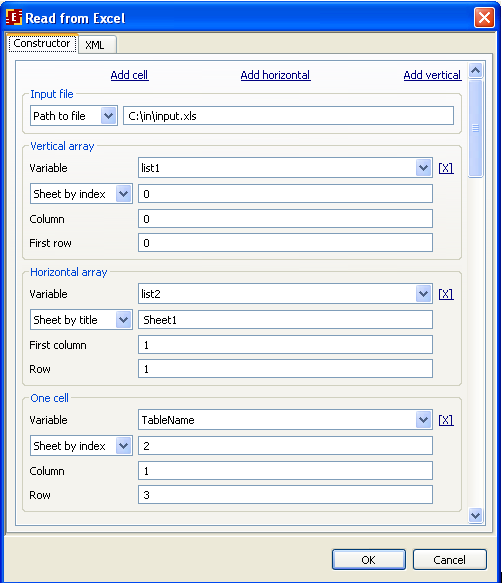 Read from Excel
Constructor XML
Add cell Add horizontal Add vertical
Input file
Path to file C:\in\input.xls
Vertical array
Variable list1 [X]
Sheet by index 0
Column 0
First row 0
Horizontal array
Variable list2 [X]
Sheet by title Sheet1
First column 1
Row 1
One cell
Variable TableName [X]
Sheet by index 2
Column 1
Row 3
OK Cancel